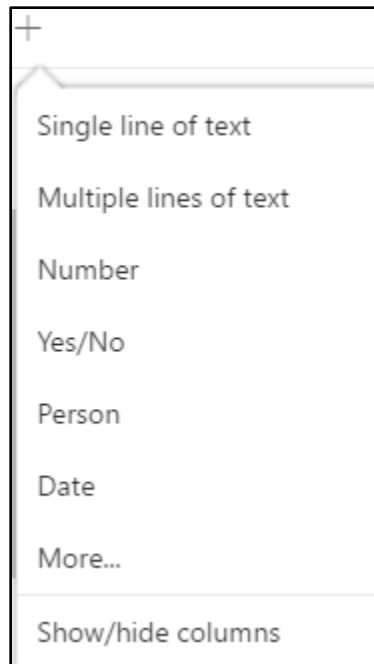 Single line of text
Multiple lines of text
Number
Yes/No
Person
Date
More...
Show/hide columns